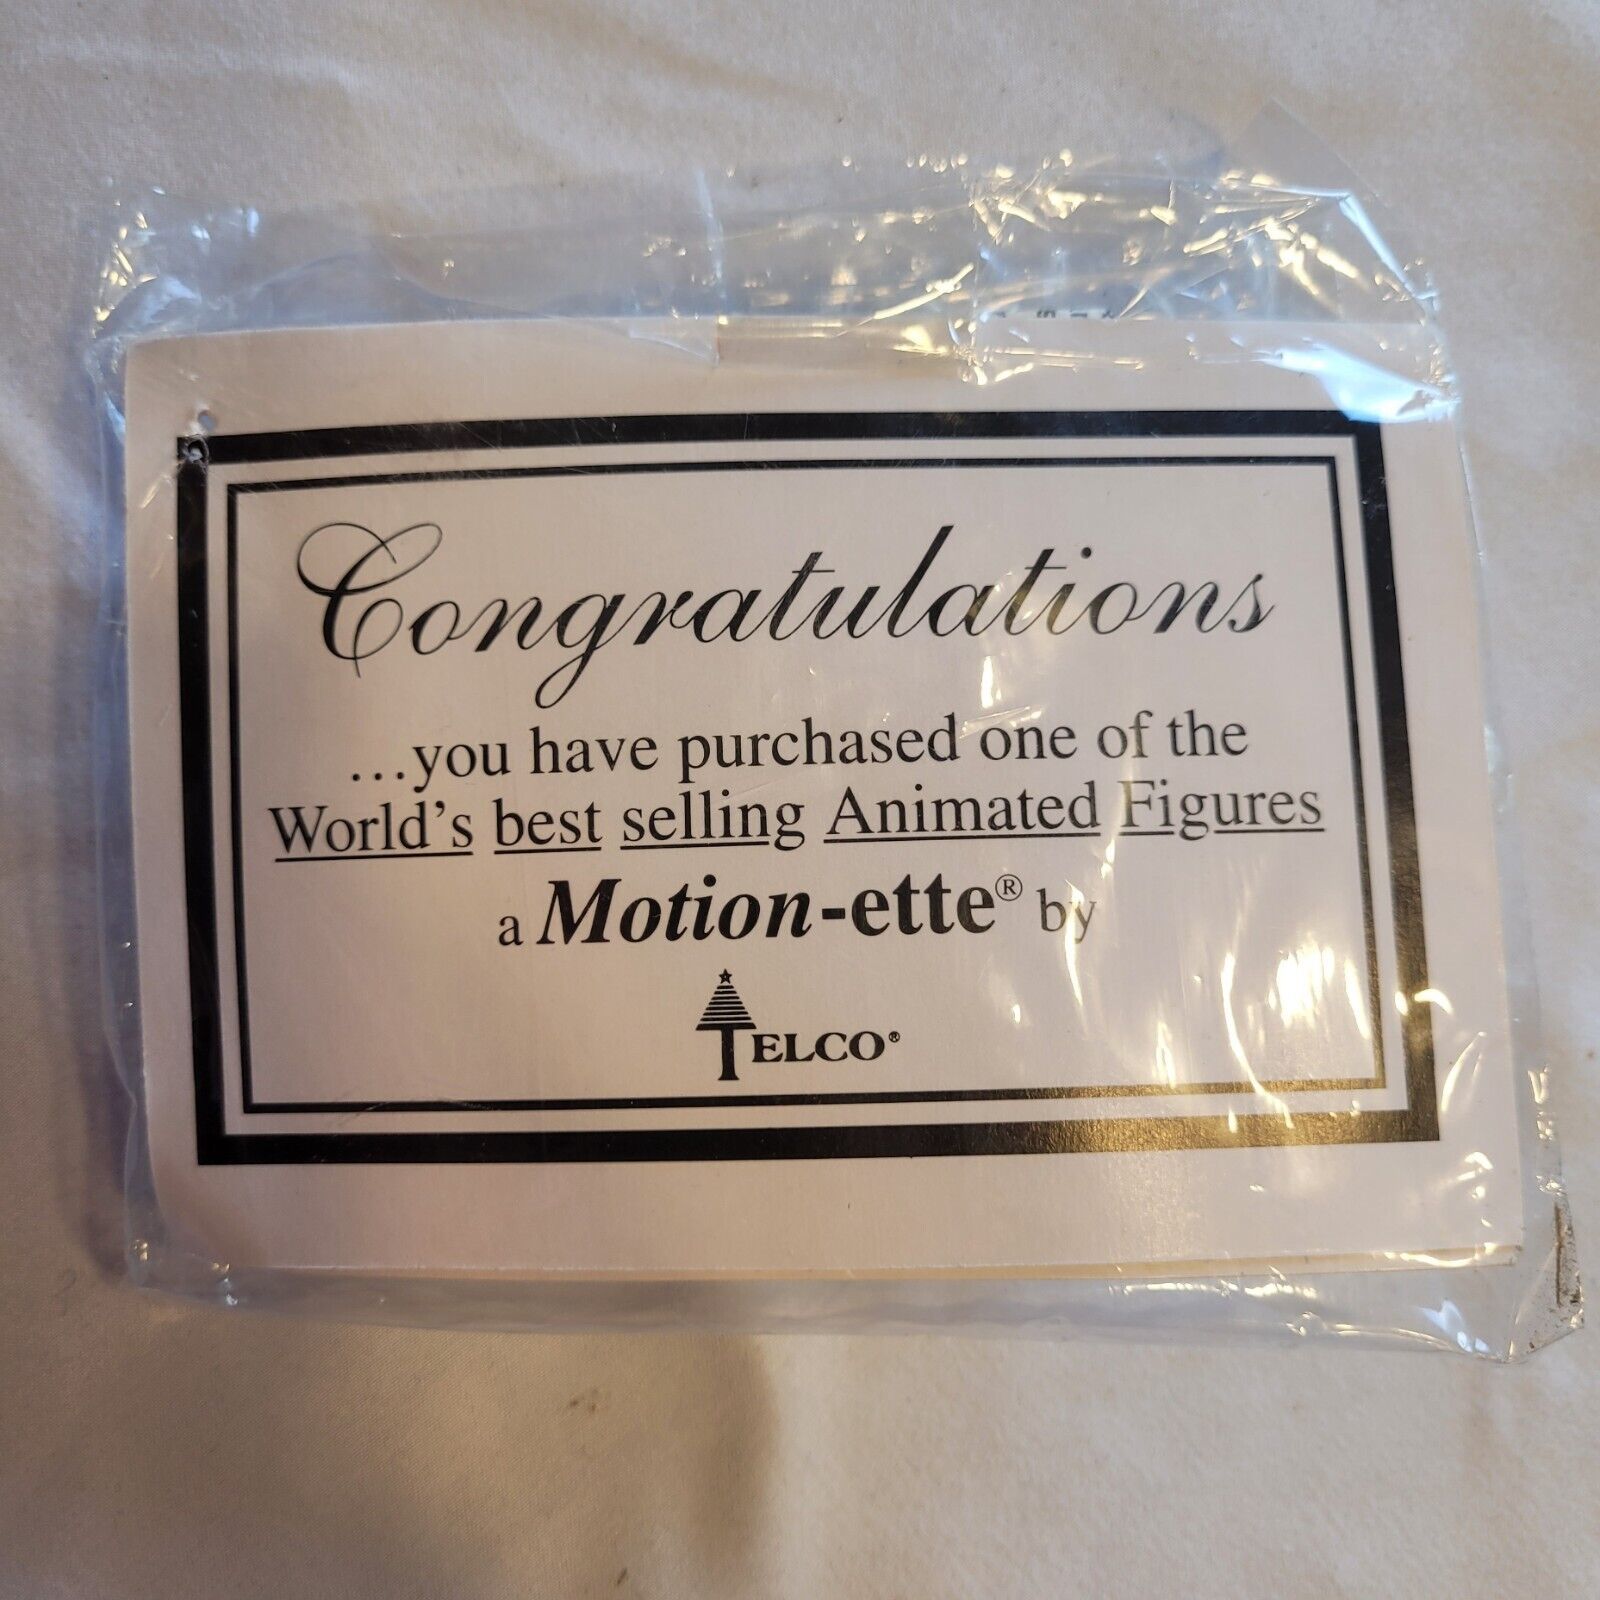 Congratulations
...you have purchased one of the
World's best selling Animated Figures
a Motion-ette® by
TELCO®